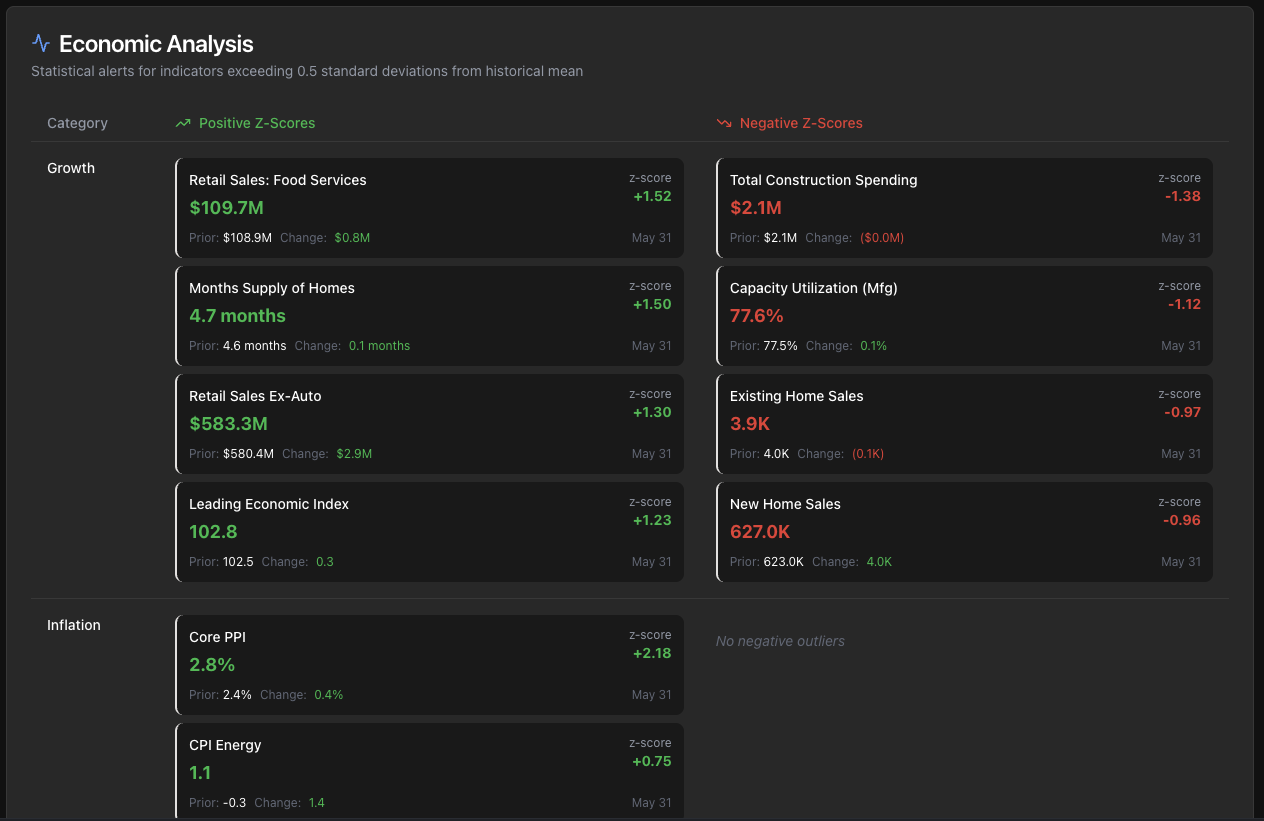 Economic Analysis
Statistical alerts for indicators exceeding 0.5 standard deviations from historical mean
Category Positive Z-Scores Negative Z-Scores
Growth
Retail Sales: Food Services z-score
$109.7M +1.52
Prior: $108.9M Change: $0.8M May 31
Total Construction Spending z-score
$2.1M -1.38
Prior: $2.1M Change: ($0.0M) May 31
Months Supply of Homes z-score
4.7 months +1.50
Prior: 4.6 months Change: 0.1 months May 31
Capacity Utilization (Mfg) z-score
77.6% -1.12
Prior: 77.5% Change: 0.1% May 31
Retail Sales Ex-Auto z-score
$583.3M +1.30
Prior: $580.4M Change: $2.9M May 31
Existing Home Sales z-score
3.9K -0.97
Prior: 4.0K Change: (0.1K) May 31
Leading Economic Index z-score
102.8 +1.23
Prior: 102.5 Change: 0.3 May 31
New Home Sales z-score
627.0K -0.96
Prior: 623.0K Change: 4.0K May 31
Inflation
Core PPI z-score
2.8% +2.18
Prior: 2.4% Change: 0.4% May 31
No negative outliers
CPI Energy z-score
1.1 +0.75
Prior: -0.3 Change: 1.4 May 31